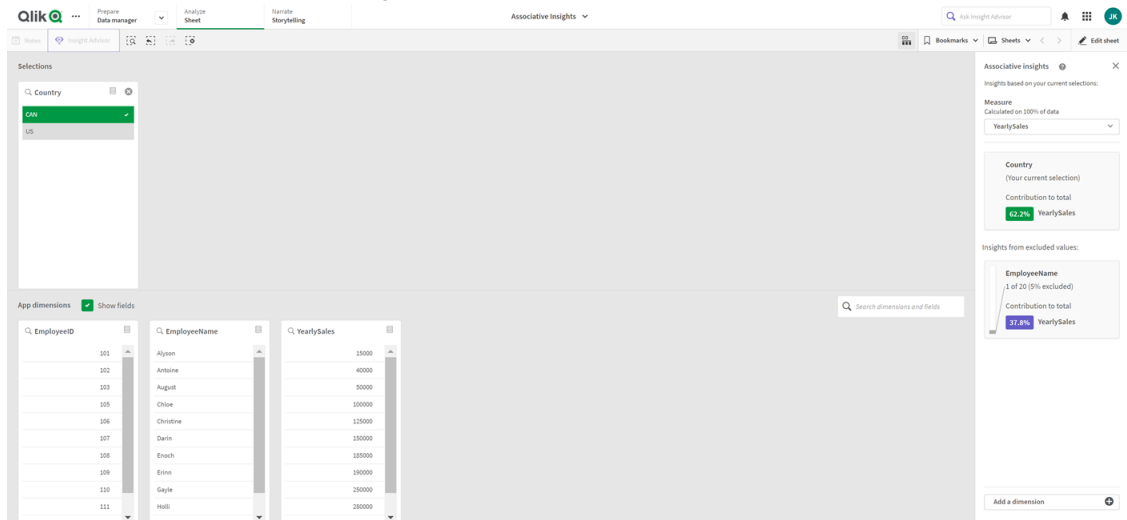 Qlik
Prepare
Data manager
Analyze
Sheet
Narrate
Storytelling
Associative Insights
Ask Insight Advisor
JK
Notes
Insight Advisor
Bookmarks
Sheets
Edit sheet
Selections
Country
CAN
US
Associative insights
Insights based on your current selections:
Measure
Calculated on 100% of data
YearlySales
Country
(Your current selection)
Contribution to total
62.2% YearlySales
Insights from excluded values:
EmployeeName
1 of 20 (5% excluded)
Contribution to total
37.8% YearlySales
Add a dimension
App dimensions
Show fields
Search dimensions and fields
EmployeeID
101
102
103
105
106
107
108
109
110
111
EmployeeName
Alyson
Antoine
August
Chloe
Christine
Darin
Enoch
Erinn
Gayle
Holli
YearlySales
15000
40000
50000
100000
125000
150000
185000
190000
250000
280000